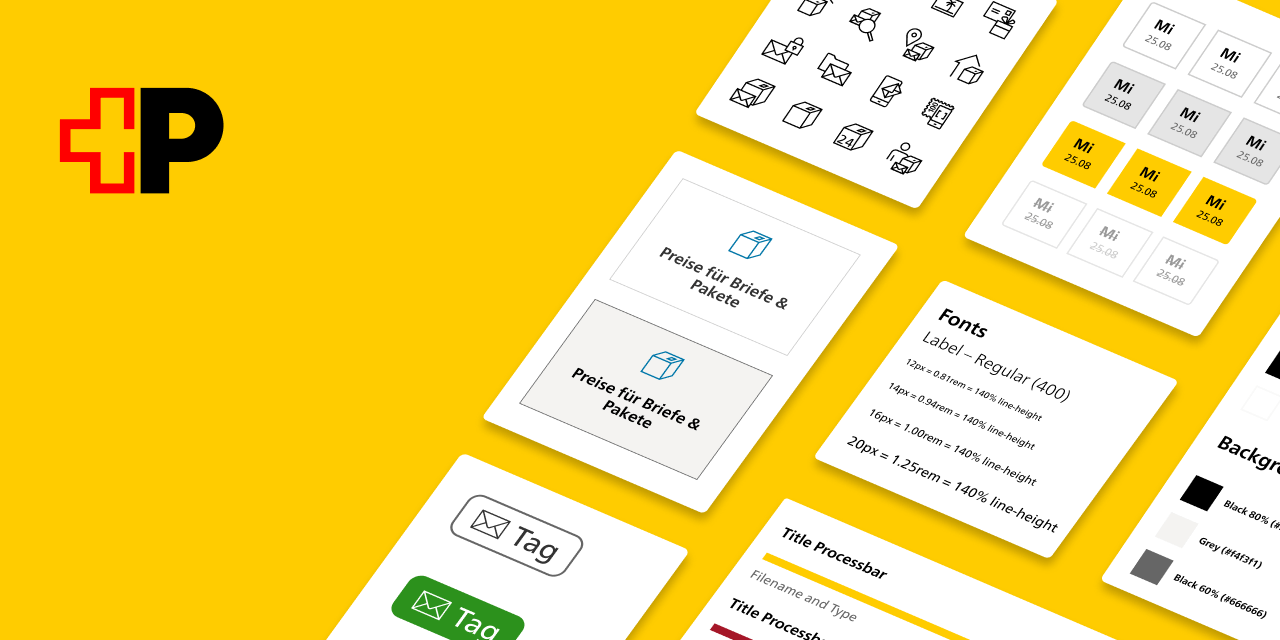 P
24
Mi
25.08
Mi
25.08
Mi
25.08
Mi
25.08
Mi
25.08
Mi
25.08
Mi
25.08
Mi
25.08
Mi
25.08
Mi
25.08
Mi
25.08
Preise für Briefe &
Pakete
Preise für Briefe &
Pakete
Fonts
Label – Regular (400)
12px = 0.81rem = 140% line-height
14px = 0.94rem = 140% line-height
16px = 1.00rem = 140% line-height
20px = 1.25rem = 140% line-height
Backgr
Black 80% (#
Grey (#f4f3f1)
Black 60% (#666666)
Tag
Tag
Title Processbar
Filename and Type
Title Processb